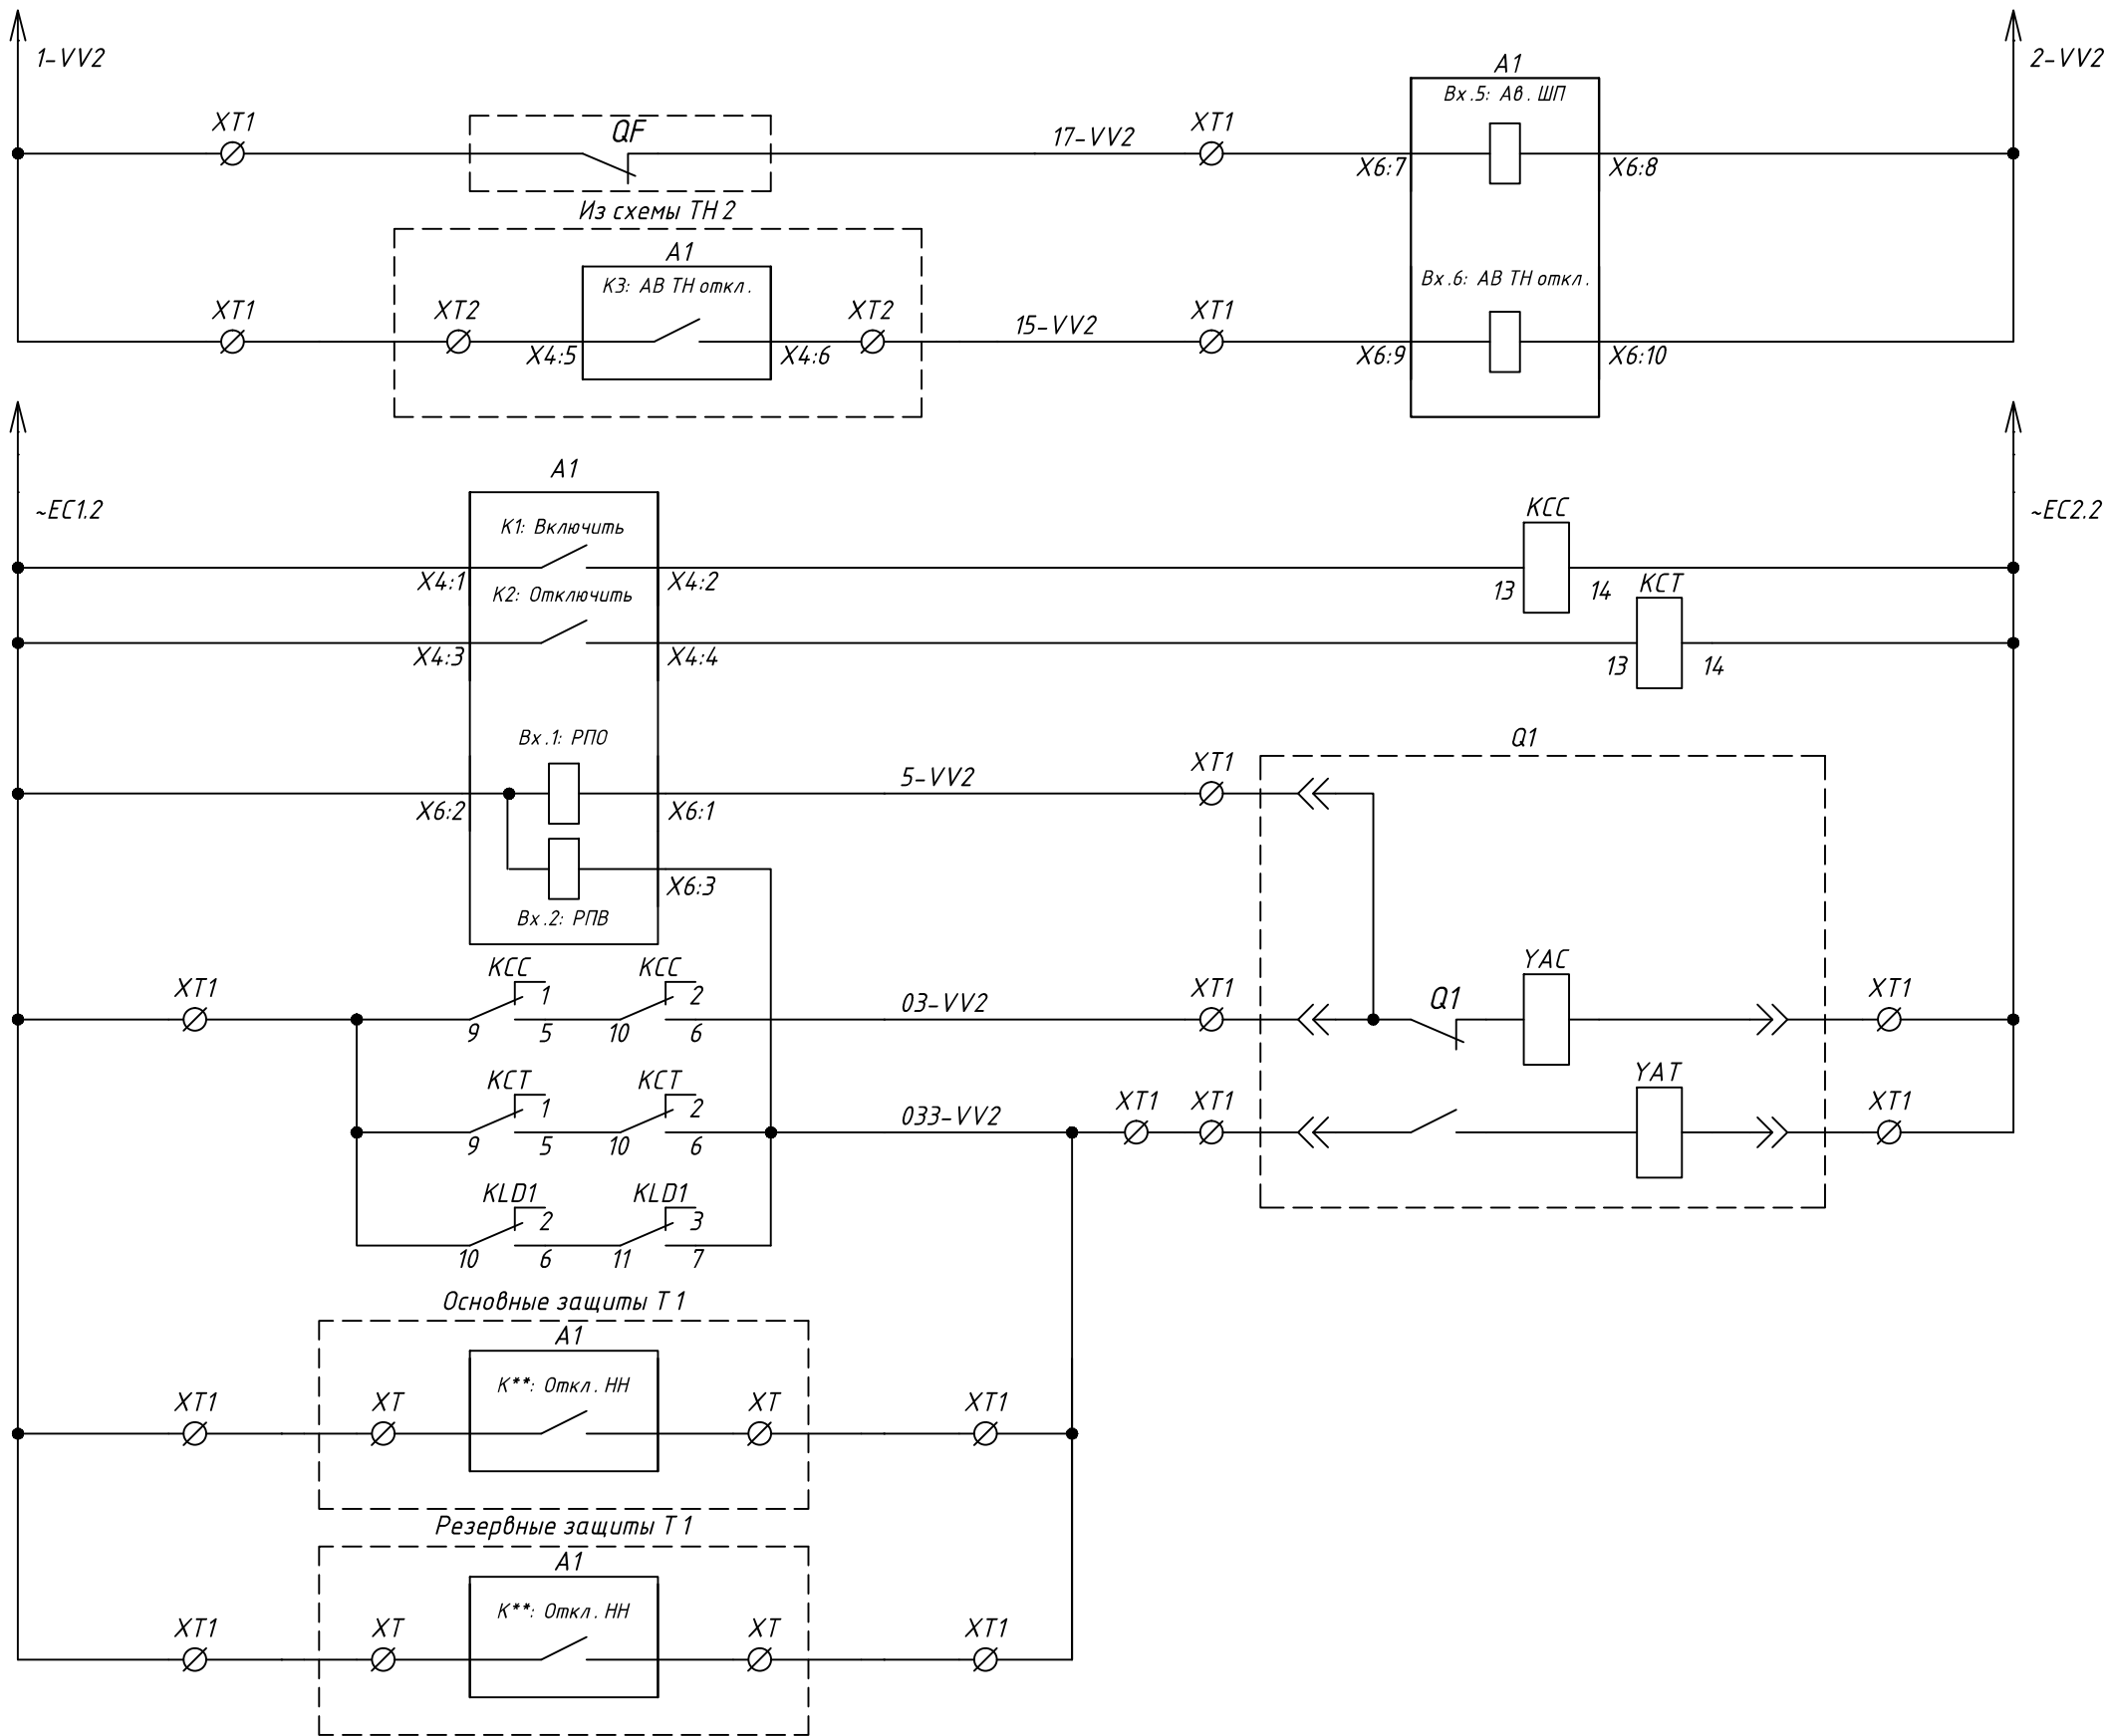 1-VV2
2-VV2
A1
Вх.5: Ав. ШП
XT1
QF
17-VV2
XT1
X6:7
X6:8
Из схемы ТН 2
A1
К3: АВ ТН откл.
Вх.6: АВ ТН откл.
XT1
XT2
XT2
15-VV2
XT1
X4:5
X4:6
X6:9
X6:10
~EC1.2
A1
~EC2.2
К1: Включить
KCC
X4:1
X4:2
13
14
К2: Отключить
KCT
X4:3
X4:4
13
14
Вх.1: РПО
Q1
5-VV2
XT1
X6:2
X6:1
X6:3
Вх.2: РПВ
XT1
KCC
1
KCC
2
03-VV2
XT1
Q1
YAC
XT1
9
5
10
6
KCT
1
KCT
2
033-VV2
XT1
XT1
YAT
XT1
9
5
10
6
KLD1
2
KLD1
3
10
6
11
7
Основные защиты Т 1
A1
К**: Откл. НН
XT1
XT
XT
XT1
Резервные защиты Т 1
A1
К**: Откл. НН
XT1
XT
XT
XT1